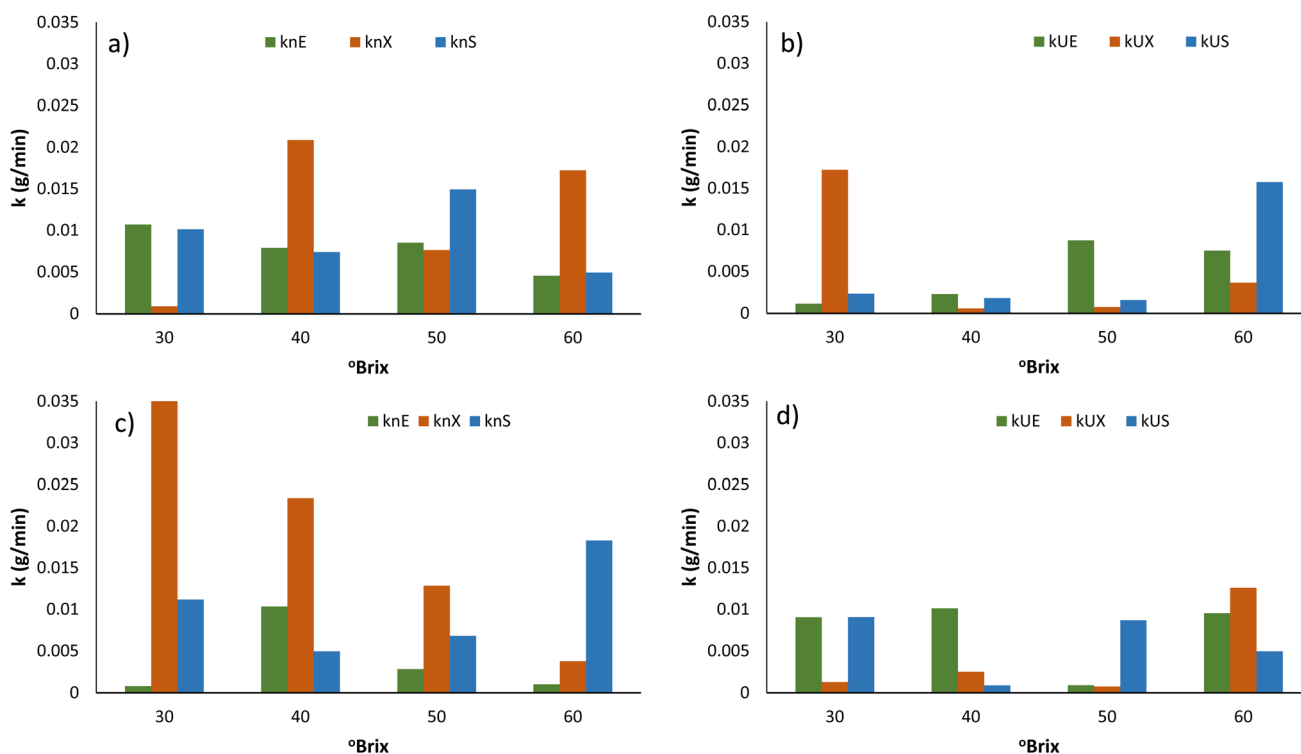 a)
knE knX knS
k (g/min)
0.035
0.03
0.025
0.02
0.015
0.01
0.005
0
30 40 50 60
ºBrix
b)
kUE kUX kUS
k (g/min)
0.035
0.03
0.025
0.02
0.015
0.01
0.005
0
30 40 50 60
ºBrix
c)
knE knX knS
k (g/min)
0.035
0.03
0.025
0.02
0.015
0.01
0.005
0
30 40 50 60
ºBrix
d)
kUE kUX kUS
k (g/min)
0.035
0.03
0.025
0.02
0.015
0.01
0.005
0
30 40 50 60
ºBrix